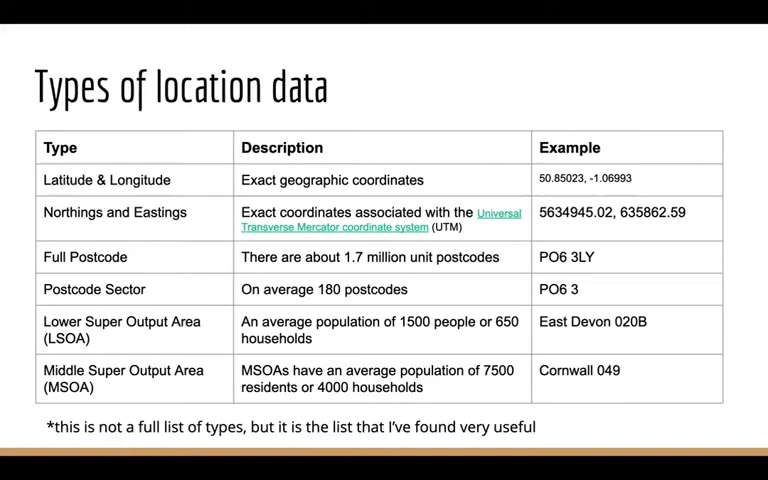 Types of location data
Type Description Example
Latitude & Longitude Exact geographic coordinates 50.85023, -1.06993
Northings and Eastings Exact coordinates associated with the Universal 5634945.02, 635862.59
Transverse Mercator coordinate system (UTM)
Full Postcode There are about 1.7 million unit postcodes PO6 3LY
Postcode Sector On average 180 postcodes PO6 3
Lower Super Output Area An average population of 1500 people or 650 East Devon 020B
(LSOA) households
Middle Super Output Area MSOAs have an average population of 7500 Cornwall 049
(MSOA) residents or 4000 households
*this is not a full list of types, but it is the list that I've found very useful